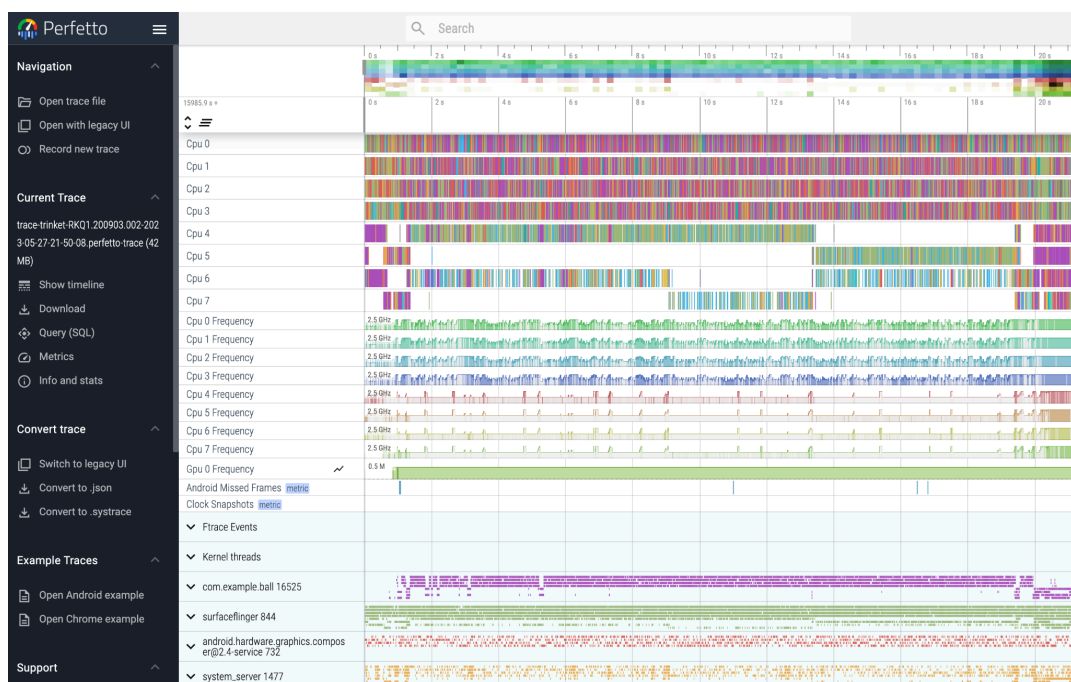 Perfetto
Search
Navigation
Open trace file
Open with legacy UI
Record new trace
Current Trace
trace-trinket-RKQ1.200903.002-202
3-05-27-21-50-08.perfetto-trace (42
MB)
Show timeline
Download
Query (SQL)
Metrics
Info and stats
Convert trace
Switch to legacy UI
Convert to .json
Convert to .systrace
Example Traces
Open Android example
Open Chrome example
Support
0 s 2 s 4 s 6 s 8 s 10 s 12 s 14 s 16 s 18 s 20 s
15985.9 s +
0 s 2 s 4 s 6 s 8 s 10 s 12 s 14 s 16 s 18 s 20 s
Cpu 0
Cpu 1
Cpu 2
Cpu 3
Cpu 4
Cpu 5
Cpu 6
Cpu 7
Cpu 0 Frequency 2.5 GHz
Cpu 1 Frequency 2.5 GHz
Cpu 2 Frequency 2.5 GHz
Cpu 3 Frequency 2.5 GHz
Cpu 4 Frequency 2.5 GHz
Cpu 5 Frequency 2.5 GHz
Cpu 6 Frequency 2.5 GHz
Cpu 7 Frequency 2.5 GHz
Gpu 0 Frequency 0.5 M
Android Missed Frames metric
Clock Snapshots metric
Ftrace Events
Kernel threads
com.example.ball 16525
surfaceflinger 844
android.hardware.graphics.compos
er@2.4-service 732
system_server 1477